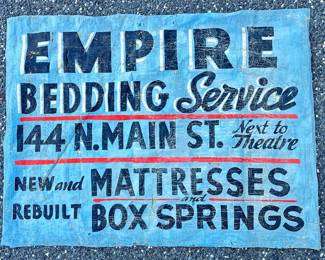 EMPIRE
BEDDING Service
144 N. MAIN ST. Next to Theatre
NEW and REBUILT MATTRESSES and BOX SPRINGS